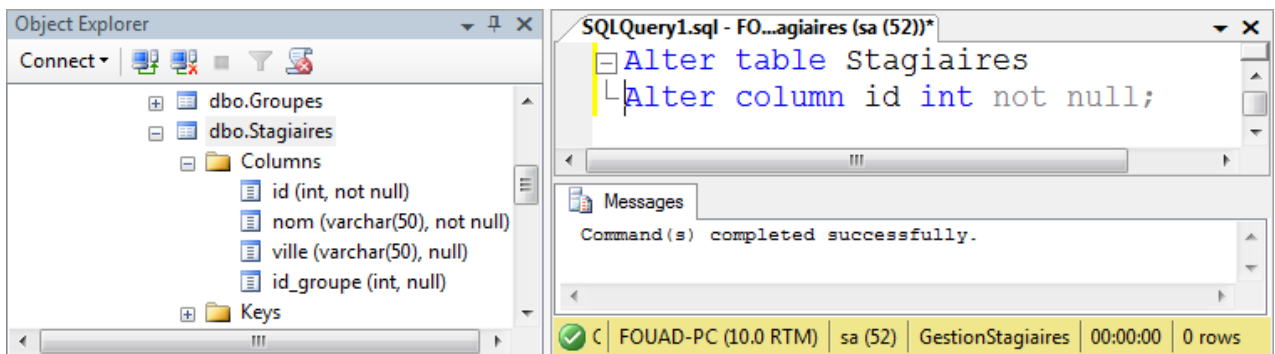 Object Explorer
Connect
dbo.Groupes
dbo.Stagiaires
Columns
id (int, not null)
nom (varchar(50), not null)
ville (varchar(50), null)
id_groupe (int, null)
Keys
SQLQuery1.sql - FO...agiaires (sa (52))*
Alter table Stagiaires
Alter column id int not null;
Messages
Command(s) completed successfully.
FOUAD-PC (10.0 RTM) sa (52) GestionStagiaires 00:00:00 0 rows